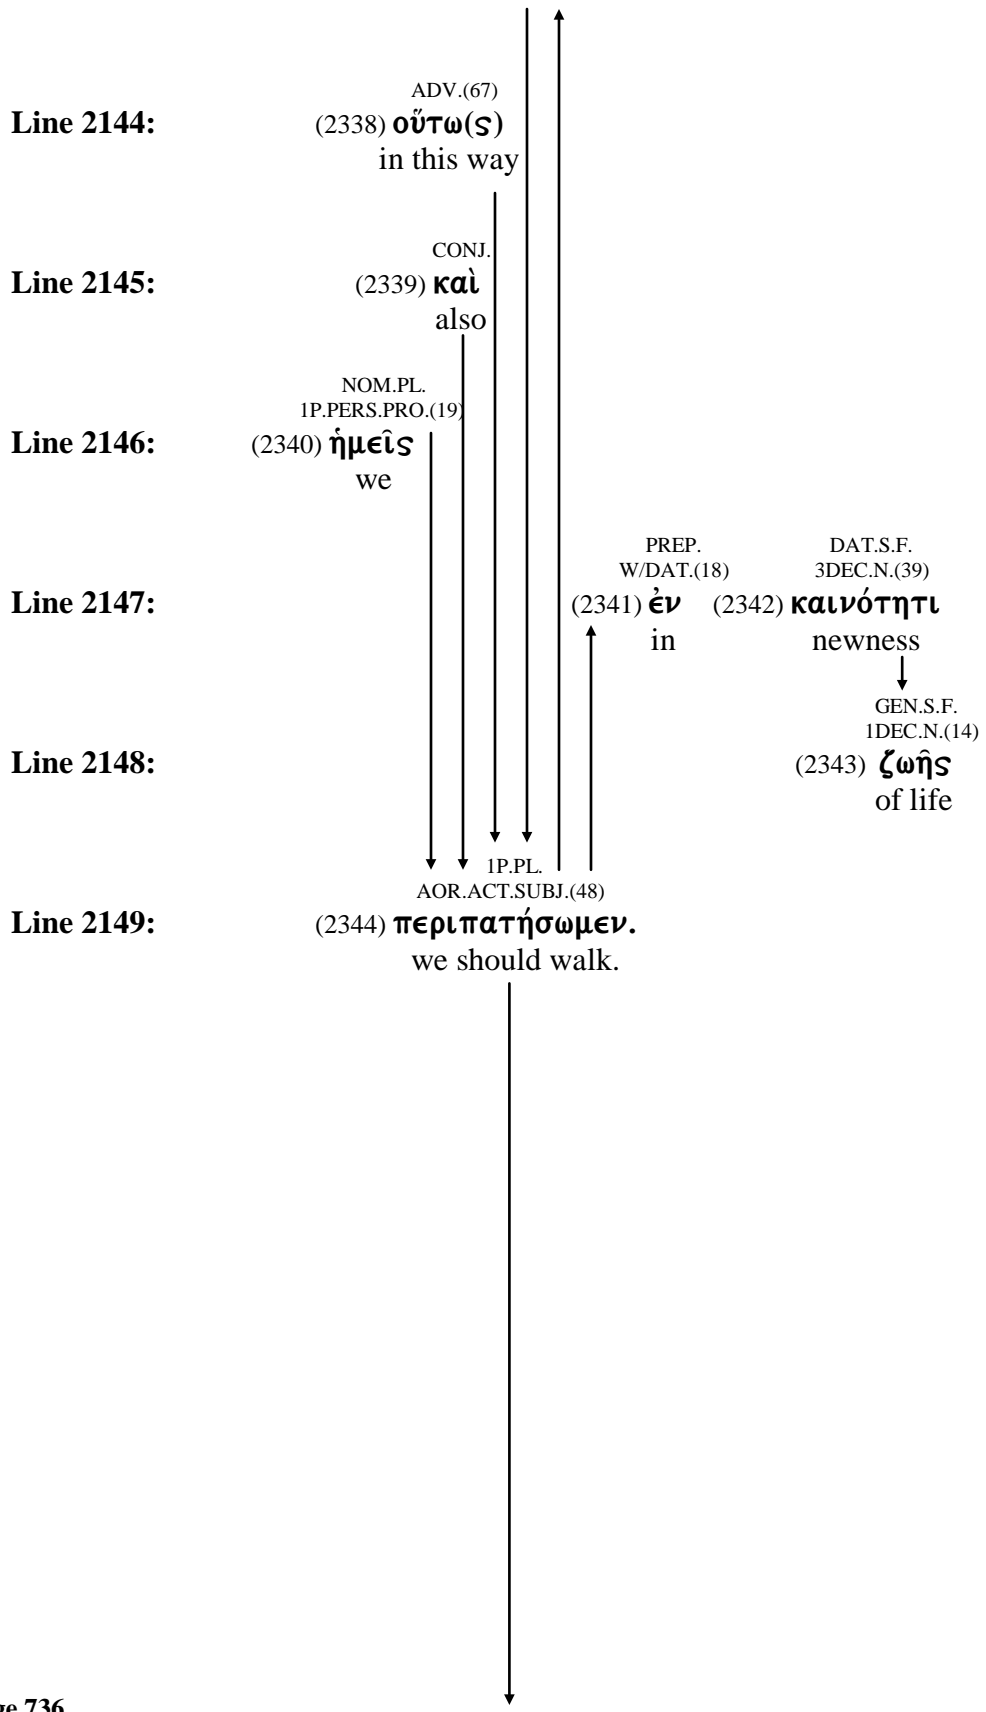 ADV.(67)
Line 2144: (2338) οὕτω(ς)
in this way
CONJ.
Line 2145: (2339) καὶ
also
NOM.PL.
1P.PERS.PRO.(19)
Line 2146: (2340) ἡμεῖς
we
PREP. DAT.S.F.
W/DAT.(18) 3DEC.N.(39)
Line 2147: (2341) ἐν (2342) καινότητι
in newness
GEN.S.F.
1DEC.N.(14)
Line 2148: (2343) ζωῆς
of life
1P.PL.
AOR.ACT.SUBJ.(48)
Line 2149: (2344) περιπατήσωμεν.
we should walk.
ge 736